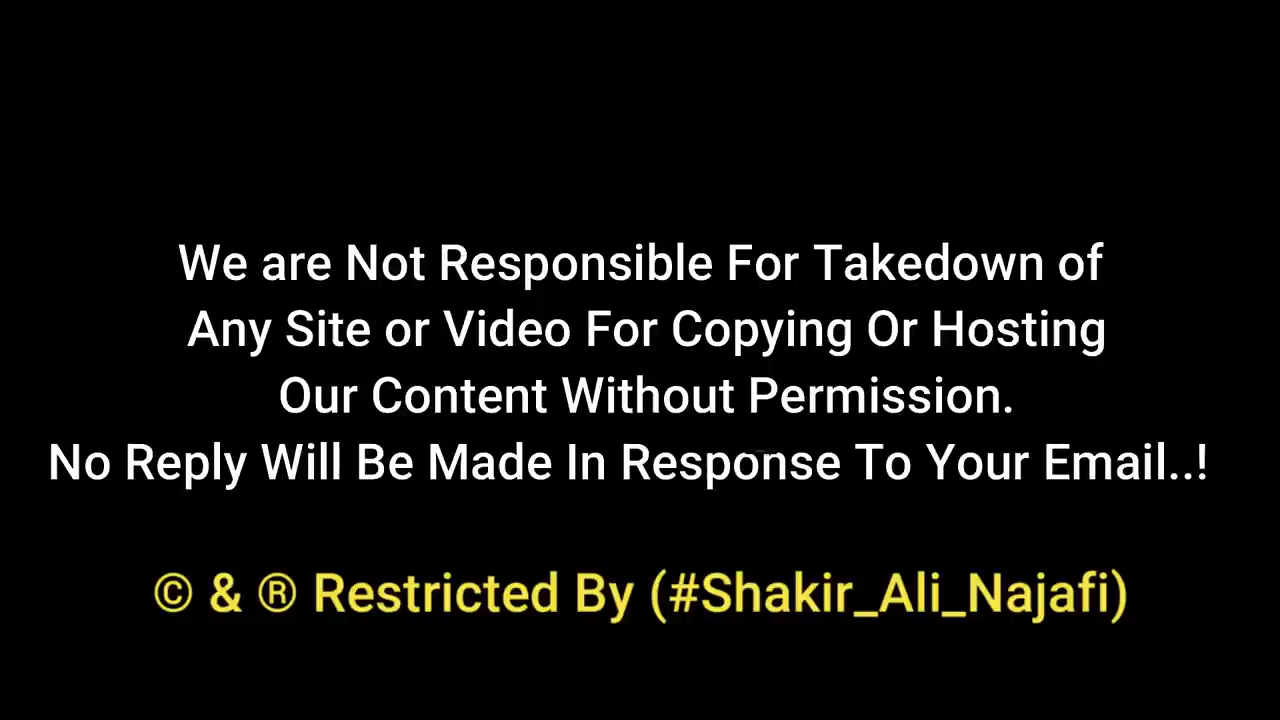 We are Not Responsible For Takedown of
Any Site or Video For Copying Or Hosting
Our Content Without Permission.
No Reply Will Be Made In Response To Your Email..!
© & ® Restricted By (#Shakir_Ali_Najafi)